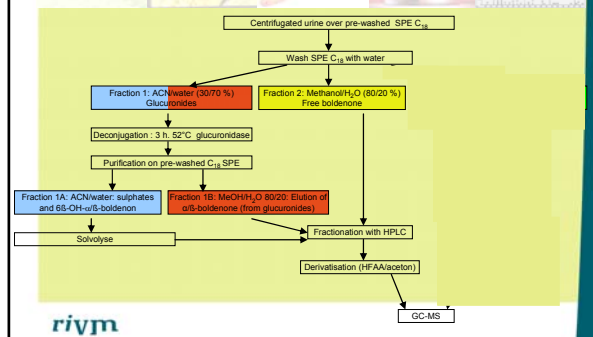 Centrifugated urine over pre-washed SPE C18
Wash SPE C18 with water
Fraction 1: ACN/water (30/70 %)
Glucuronides
Fraction 2: Methanol/H2O (80/20 %)
Free boldenone
Deconjugation : 3 h. 52°C glucuronidase
Purification on pre-washed C18 SPE
Fraction 1A: ACN/water: sulphates
and 6ß-OH-α/ß-boldenon
Fraction 1B: MeOH/H2O 80/20: Elution of
α/ß-boldenone (from glucuronides)
Solvolyse
Fractionation with HPLC
Derivatisation (HFAA/aceton)
GC-MS
rivm